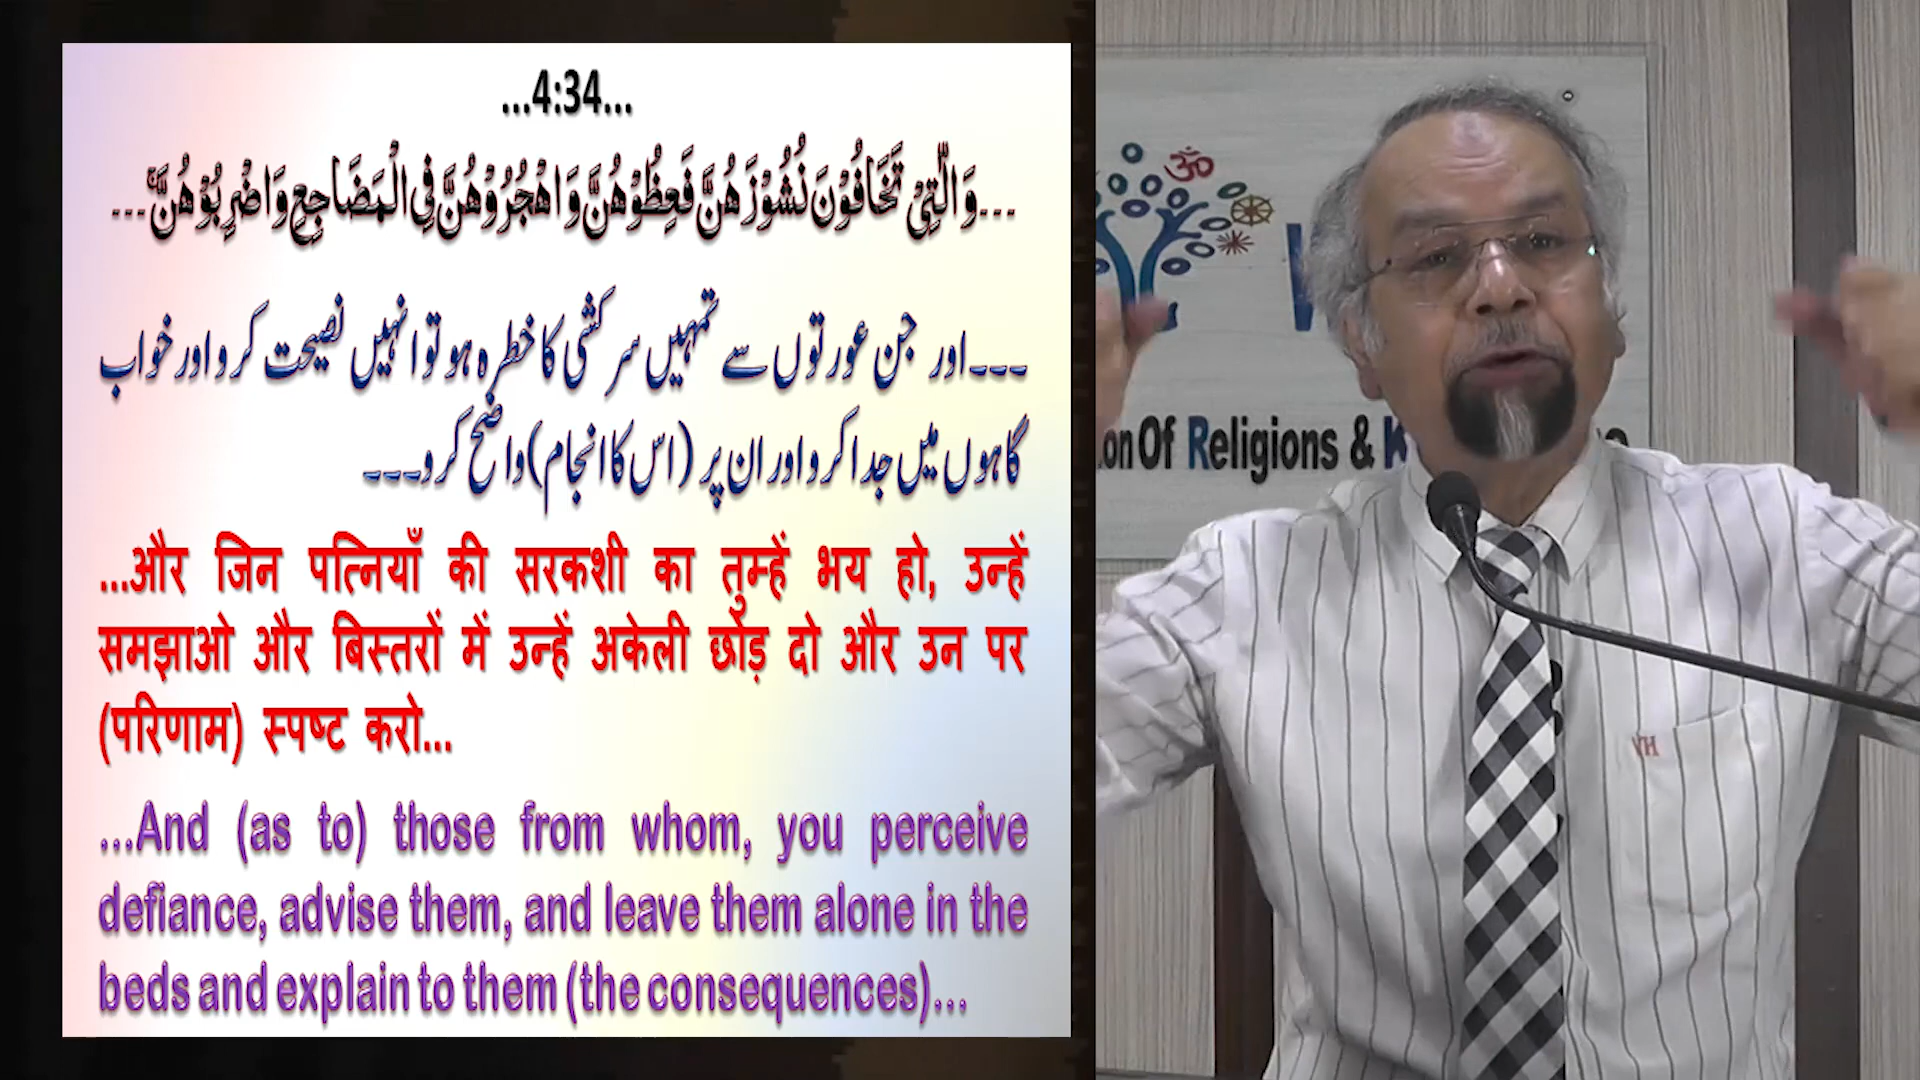 ...4:34...
...وَالّٰتِیْ تَخَافُوْنَ نُشُوْزَهُنَّ فَعِظُوْهُنَّ وَاهْجُرُوْهُنَّ فِی الْمَضَاجِعِ وَاضْرِبُوْهُنَّ ۚ...
۔۔۔اور جن عورتوں سے تمہیں سرکشی کا خطرہ ہو تو انہیں نصیحت کرو اور خواب
گاہوں میں جدا کرو اور ان پر (اس کا انجام) واضح کرو۔۔۔
...और जिन पत्नियाँ की सरकशी का तुम्हें भय हो, उन्हें
समझाओ और बिस्तरों में उन्हें अकेली छोड़ दो और उन पर
(परिणाम) स्पष्ट करो...
...And (as to) those from whom, you perceive
defiance, advise them, and leave them alone in the
beds and explain to them (the consequences)...
on Of Religions & K
VH